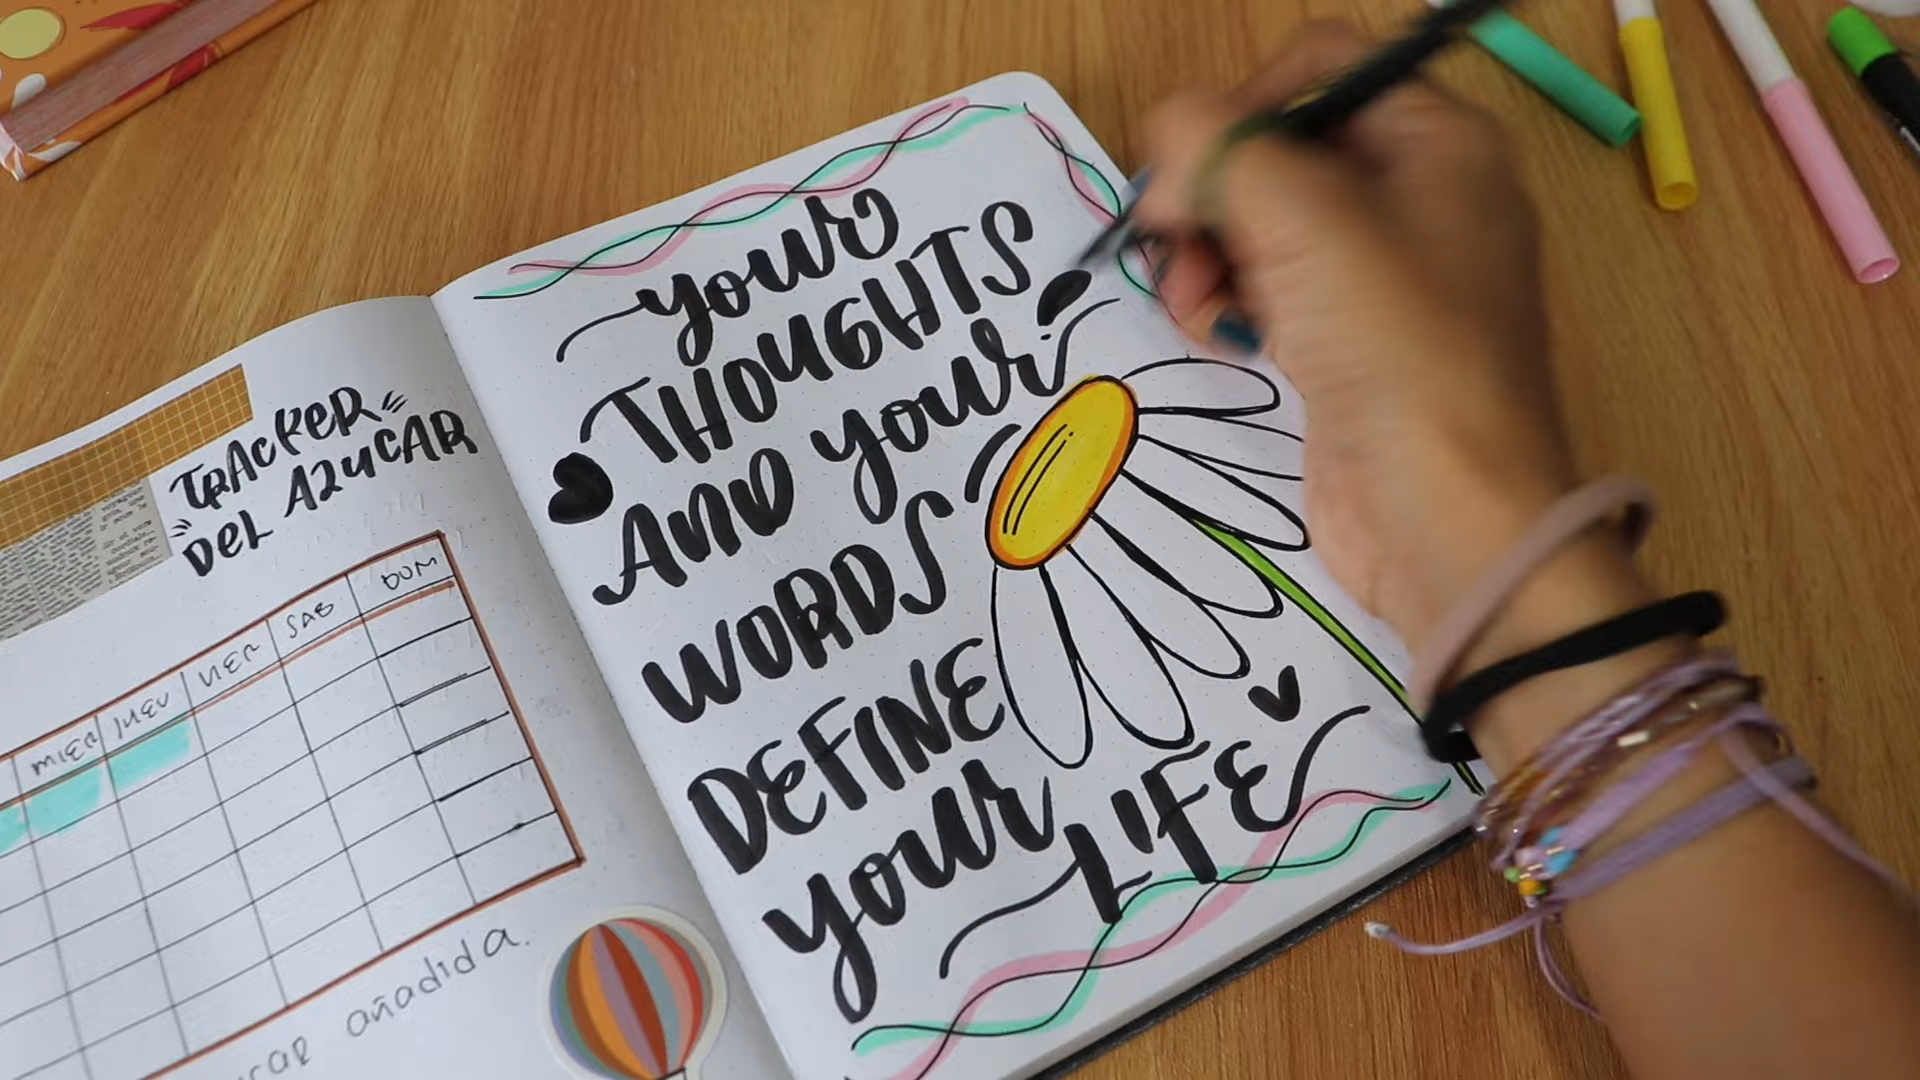 TRACKER
DEL AZUCAR
MIER JUEV VIER SAB DOM
añadida.
your
THOUGHTS
AND your
WORDS
DEFINE
your LIFE